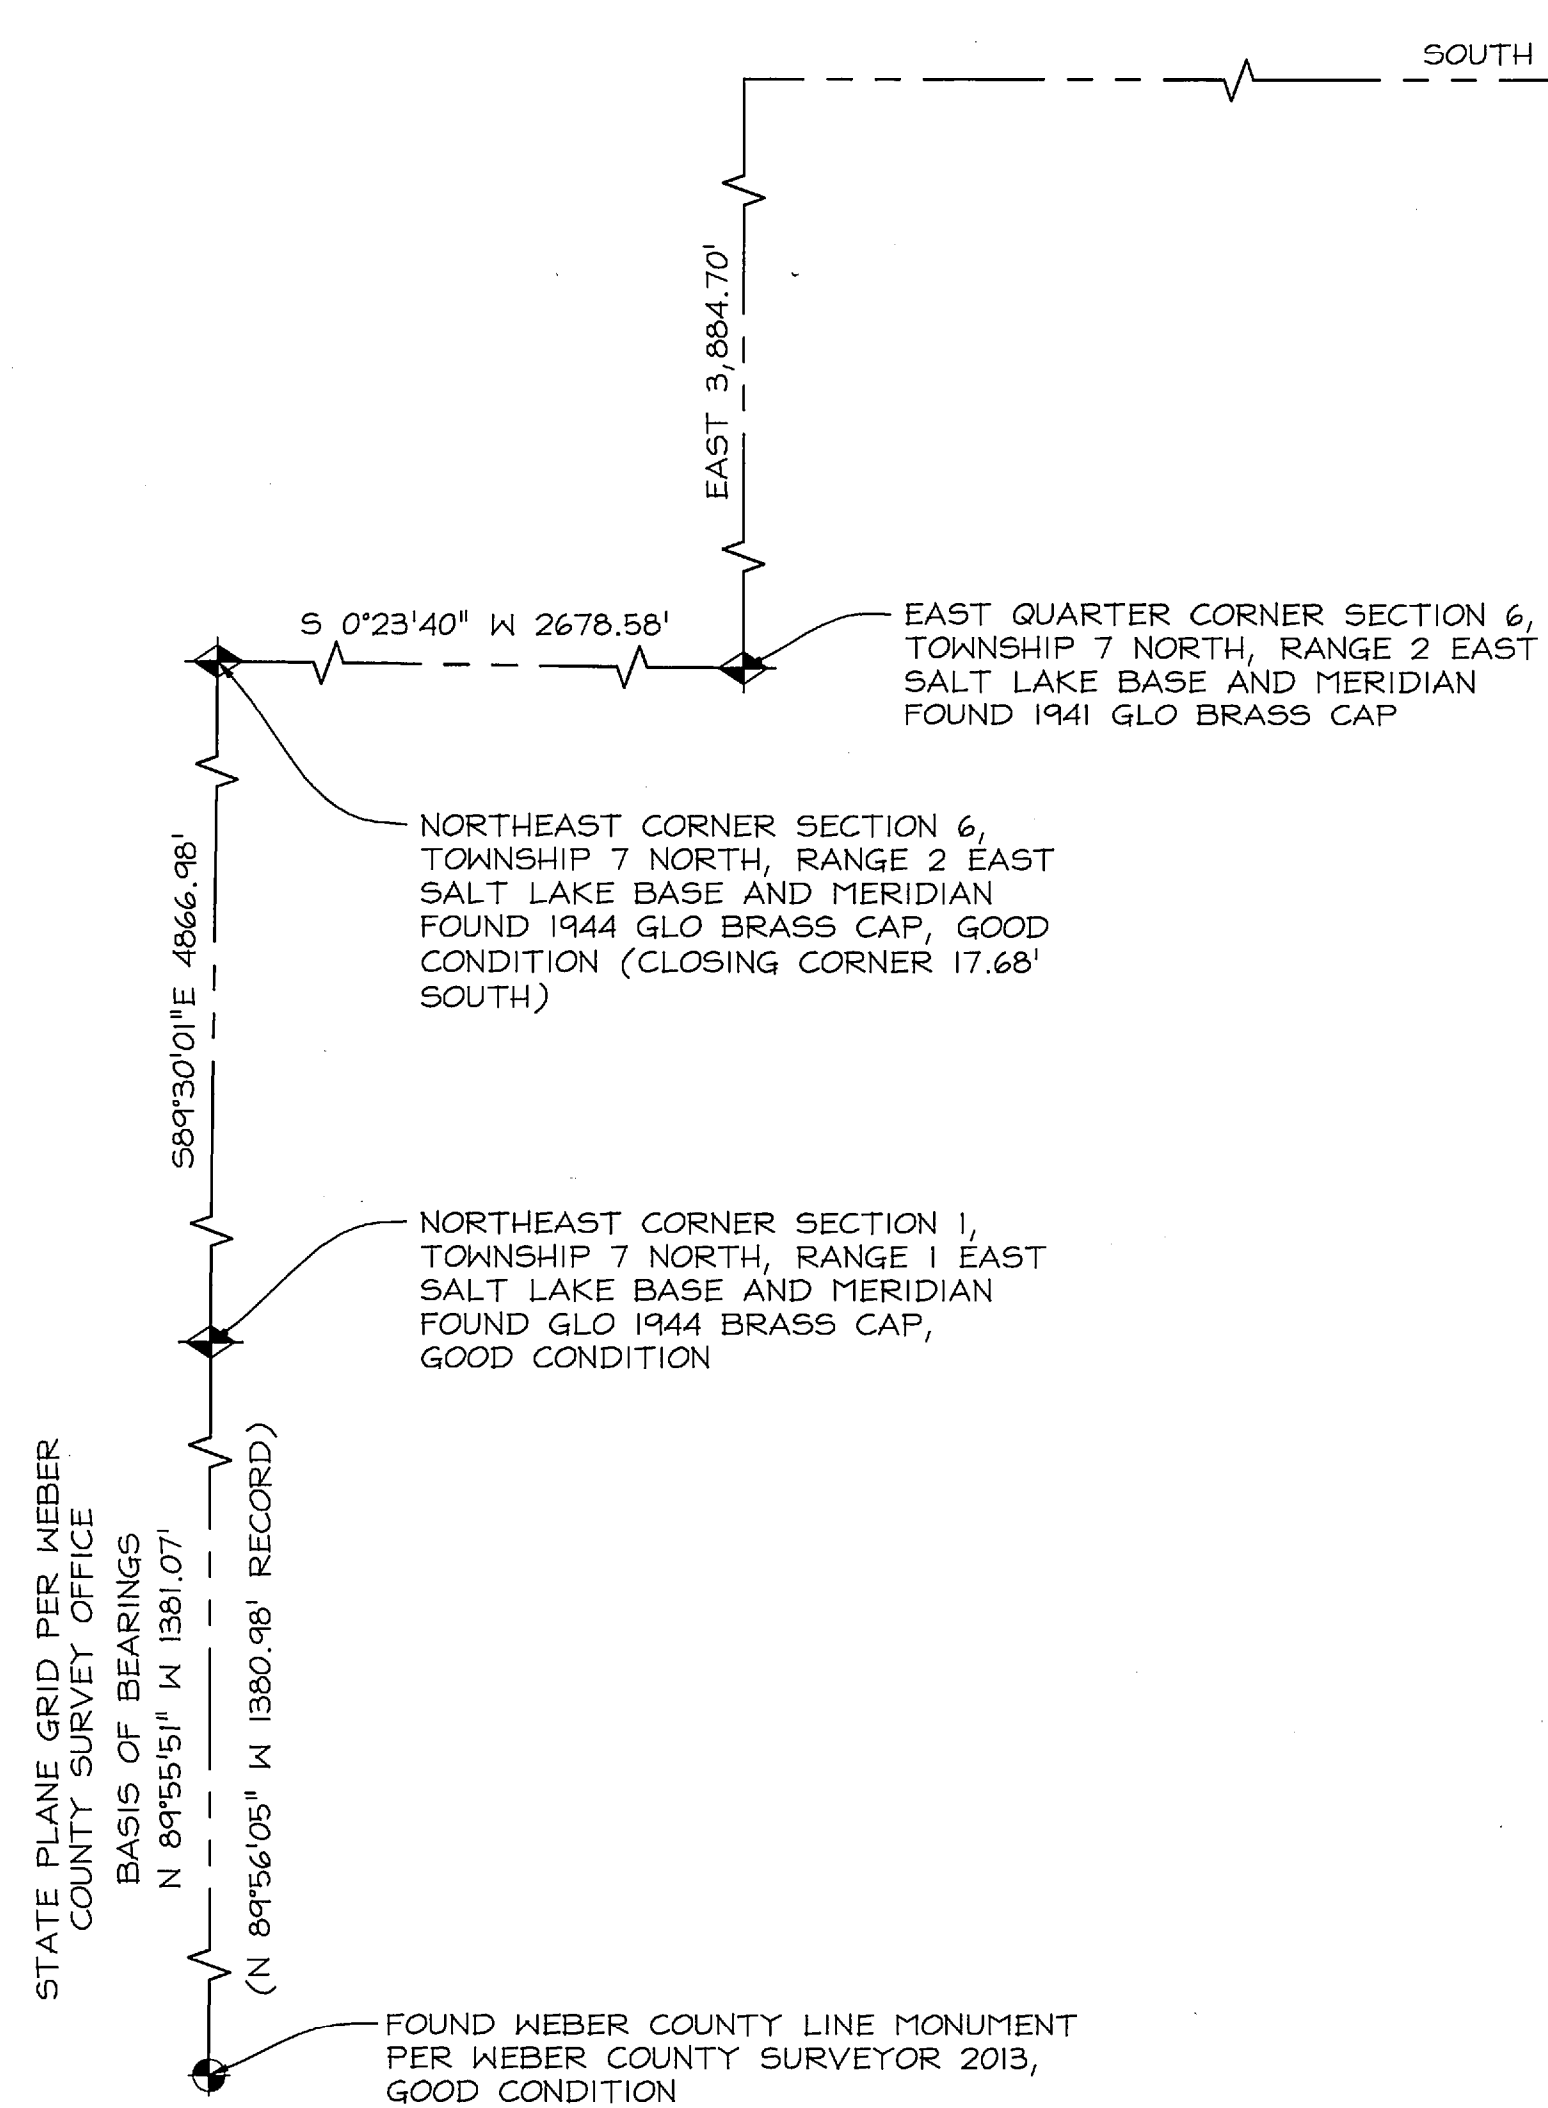 SOUTH
EAST 3,884.70'
S 0°23'40" W 2678.58'
EAST QUARTER CORNER SECTION 6,
TOWNSHIP 7 NORTH, RANGE 2 EAST
SALT LAKE BASE AND MERIDIAN
FOUND 1941 GLO BRASS CAP
NORTHEAST CORNER SECTION 6,
TOWNSHIP 7 NORTH, RANGE 2 EAST
SALT LAKE BASE AND MERIDIAN
FOUND 1944 GLO BRASS CAP, GOOD
CONDITION (CLOSING CORNER 17.68'
SOUTH)
S89°30'01"E 4866.98'
NORTHEAST CORNER SECTION 1,
TOWNSHIP 7 NORTH, RANGE 1 EAST
SALT LAKE BASE AND MERIDIAN
FOUND GLO 1944 BRASS CAP,
GOOD CONDITION
STATE PLANE GRID PER WEBER
COUNTY SURVEY OFFICE
BASIS OF BEARINGS
N 89°55'51" W 1381.07'
(N 89°56'05" W 1380.98' RECORD)
FOUND WEBER COUNTY LINE MONUMENT
PER WEBER COUNTY SURVEYOR 2013,
GOOD CONDITION